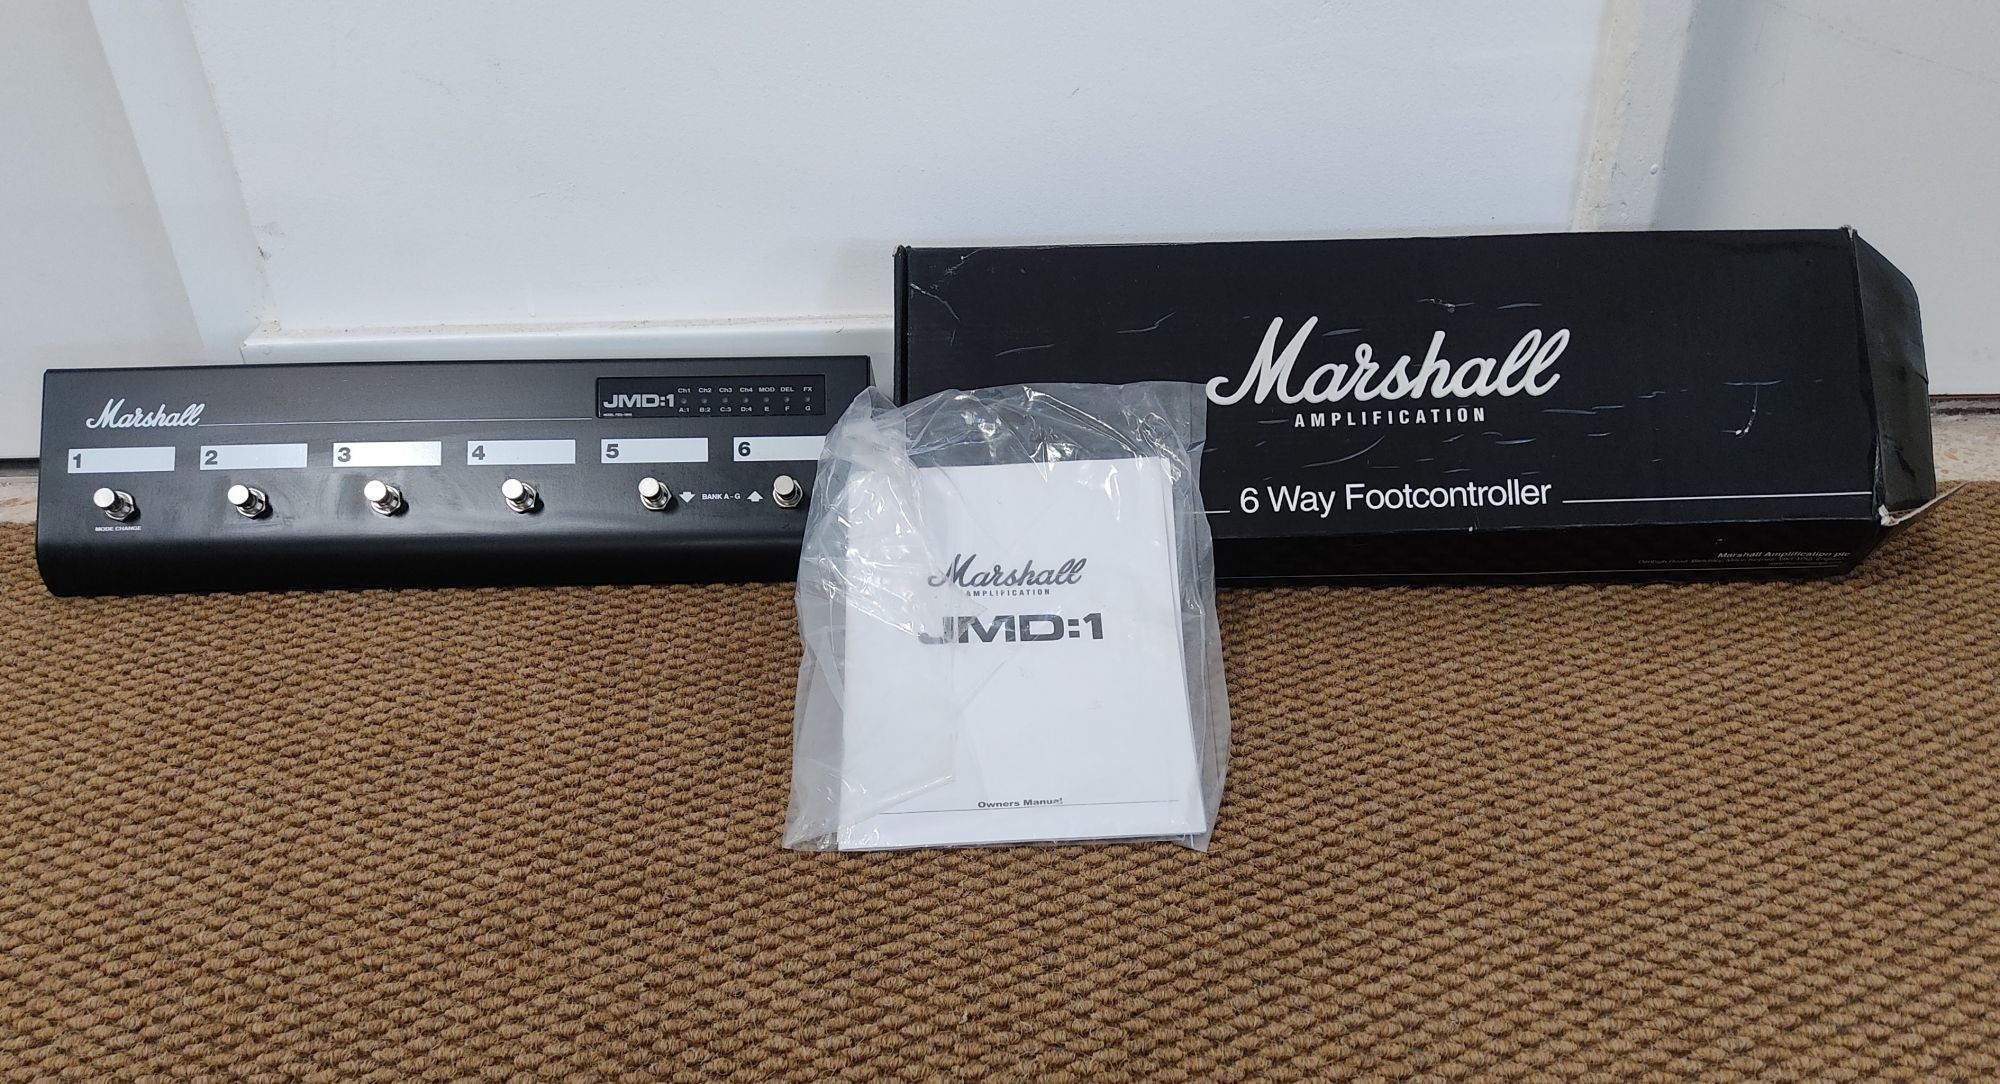 Marshall
JMD:1
Ch1 Ch2 Ch3 Ch4 MOD DEL FX
A:1 B:2 C:3 D:4 E F G
1 2 3 4 5 6
MODE CHANGE
BANK A - G
Marshall
AMPLIFICATION
6 Way Footcontroller
Marshall Amplification plc
Marshall
AMPLIFICATION
JMD:1
Owners Manual